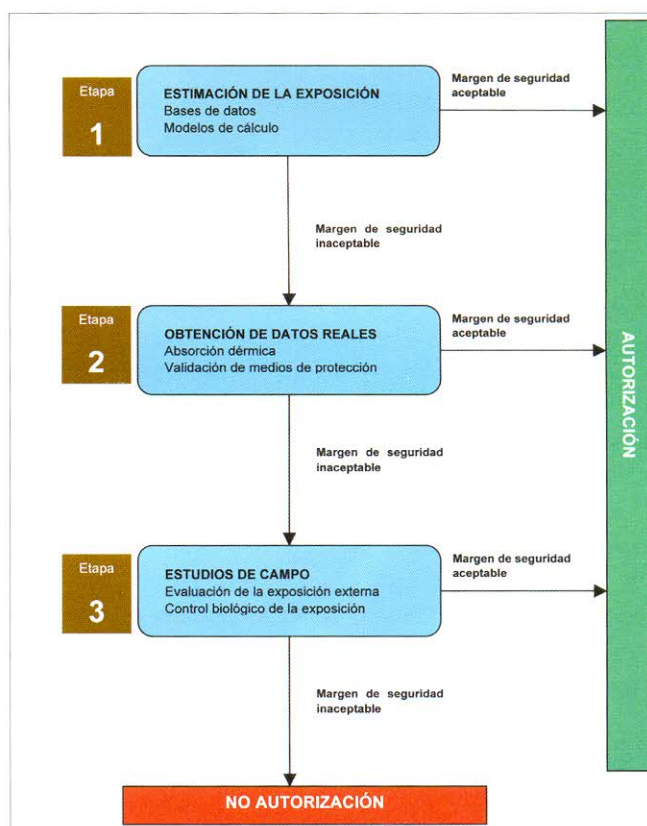 Etapa
1
ESTIMACIÓN DE LA EXPOSICIÓN
Bases de datos
Modelos de cálculo
Margen de seguridad
aceptable
Margen de seguridad
inaceptable
Etapa
2
OBTENCIÓN DE DATOS REALES
Absorción dérmica
Validación de medios de protección
Margen de seguridad
aceptable
AUTORIZACIÓN
Margen de seguridad
inaceptable
Etapa
3
ESTUDIOS DE CAMPO
Evaluación de la exposición externa
Control biológico de la exposición
Margen de seguridad
aceptable
Margen de seguridad
inaceptable
NO AUTORIZACIÓN